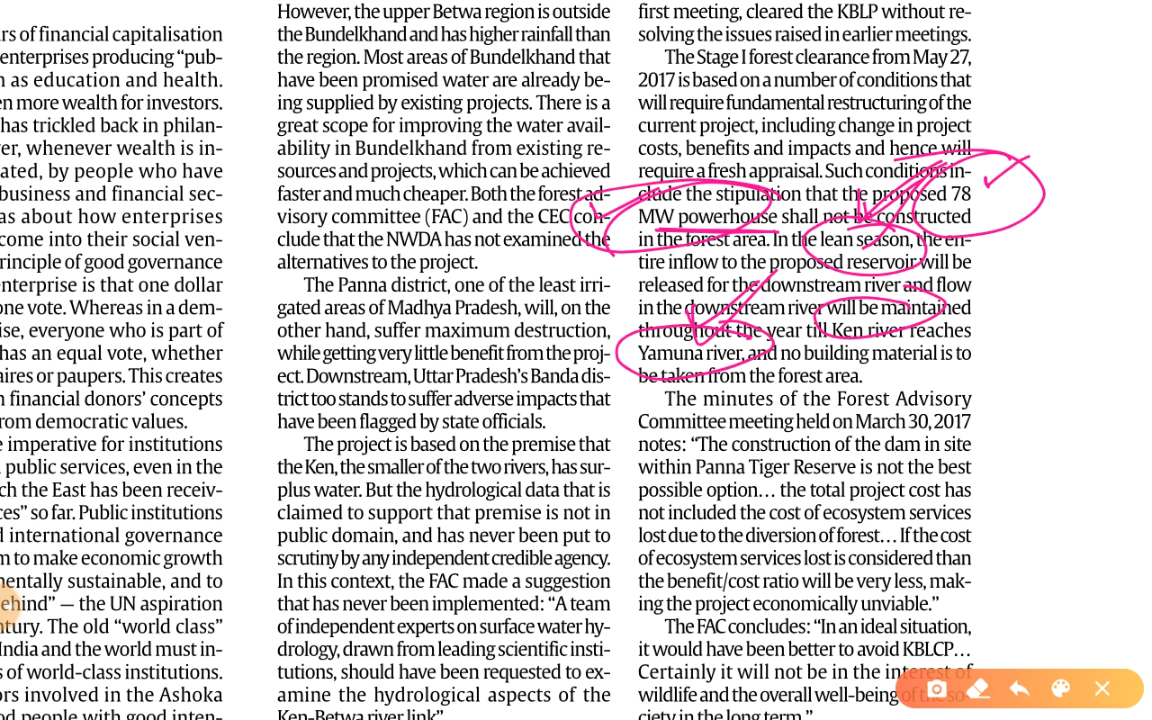 rs of financial capitalisation
enterprises producing “pub-
h as education and health.
en more wealth for investors.
has trickled back in philan-
er, whenever wealth is in-
ated, by people who have
business and financial sec-
as about how enterprises
come into their social ven-
rinciple of good governance
enterprise is that one dollar
one vote. Whereas in a dem-
ise, everyone who is part of
has an equal vote, whether
aires or paupers. This creates
n financial donors’ concepts
rom democratic values.
e imperative for institutions
public services, even in the
ch the East has been receiv-
ces” so far. Public institutions
d international governance
m to make economic growth
mentally sustainable, and to
ehind” — the UN aspiration
ntury. The old “world class”
India and the world must in-
s of world-class institutions.
ors involved in the Ashoka
od people with good inten-
However, the upper Betwa region is outside
the Bundelkhand and has higher rainfall than
the region. Most areas of Bundelkhand that
have been promised water are already be-
ing supplied by existing projects. There is a
great scope for improving the water avail-
ability in Bundelkhand from existing re-
sources and projects, which can be achieved
faster and much cheaper. Both the forest ad-
visory committee (FAC) and the CEC con-
clude that the NWDA has not examined the
alternatives to the project.
The Panna district, one of the least irri-
gated areas of Madhya Pradesh, will, on the
other hand, suffer maximum destruction,
while getting very little benefit from the proj-
ect. Downstream, Uttar Pradesh’s Banda dis-
trict too stands to suffer adverse impacts that
have been flagged by state officials.
The project is based on the premise that
the Ken, the smaller of the two rivers, has sur-
plus water. But the hydrological data that is
claimed to support that premise is not in
public domain, and has never been put to
scrutiny by any independent credible agency.
In this context, the FAC made a suggestion
that has never been implemented: “A team
of independent experts on surface water hy-
drology, drawn from leading scientific insti-
tutions, should have been requested to ex-
amine the hydrological aspects of the
Ken-Betwa river link”
first meeting, cleared the KBLP without re-
solving the issues raised in earlier meetings.
The Stage I forest clearance from May 27,
2017 is based on a number of conditions that
will require fundamental restructuring of the
current project, including change in project
costs, benefits and impacts and hence will
require a fresh appraisal. Such conditions in-
clude the stipulation that the proposed 78
MW powerhouse shall not be constructed
in the forest area. In the lean season, the en-
tire inflow to the proposed reservoir will be
released for the downstream river and flow
in the downstream river will be maintained
throughout the year till Ken river reaches
Yamuna river, and no building material is to
be taken from the forest area.
The minutes of the Forest Advisory
Committee meeting held on March 30, 2017
notes: “The construction of the dam in site
within Panna Tiger Reserve is not the best
possible option… the total project cost has
not included the cost of ecosystem services
lost due to the diversion of forest… If the cost
of ecosystem services lost is considered than
the benefit/cost ratio will be very less, mak-
ing the project economically unviable.”
The FAC concludes: “In an ideal situation,
it would have been better to avoid KBLCP…
Certainly it will not be in the interest of
wildlife and the overall well-being of the so-
ciety in the long term.”